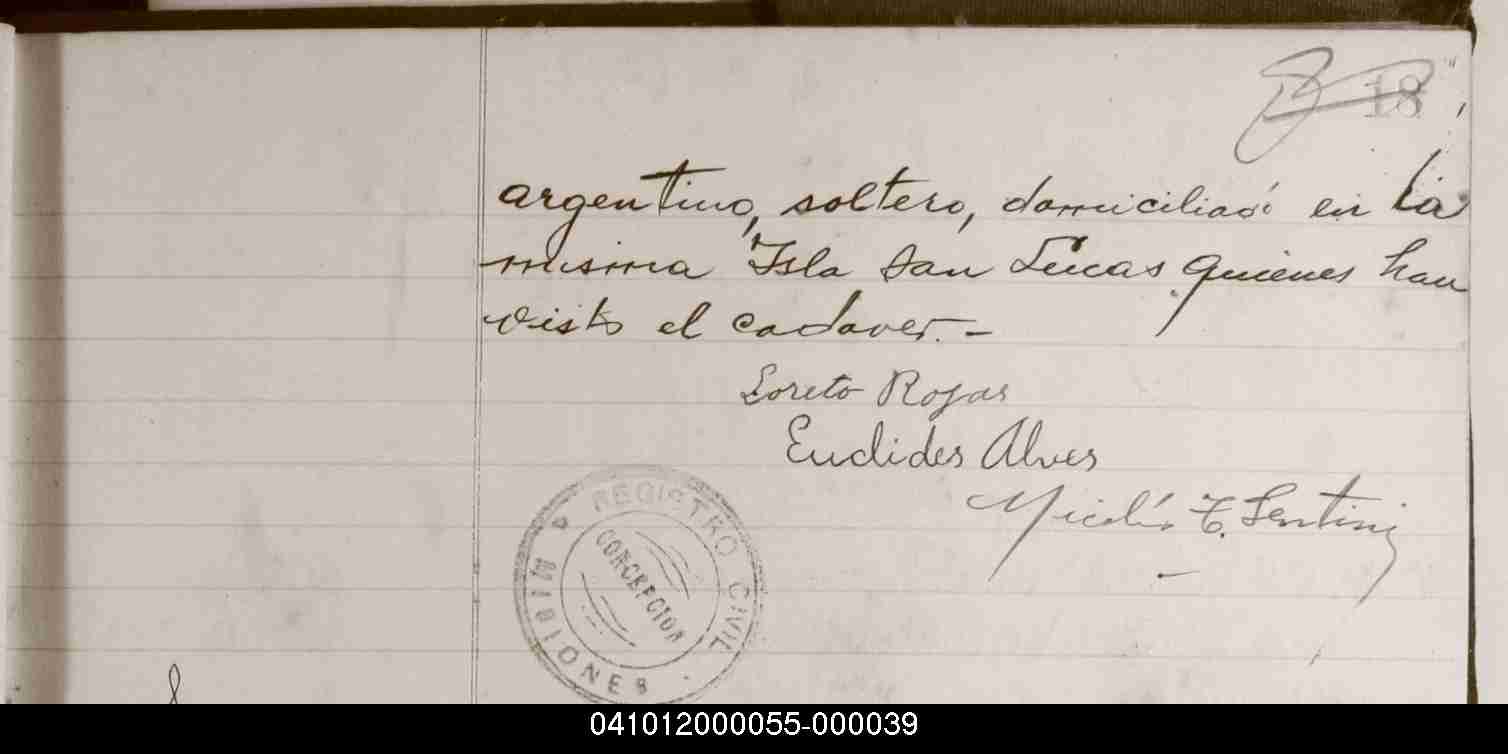 18
argentino, soltero, domiciliado en la
misma Isla San Lucas quienes han
visto el cadaver.-
Loreto Rojas
Euclides Alves
REGISTRO CIVIL
CONCEPCION
MISIONES
041012000055-000039